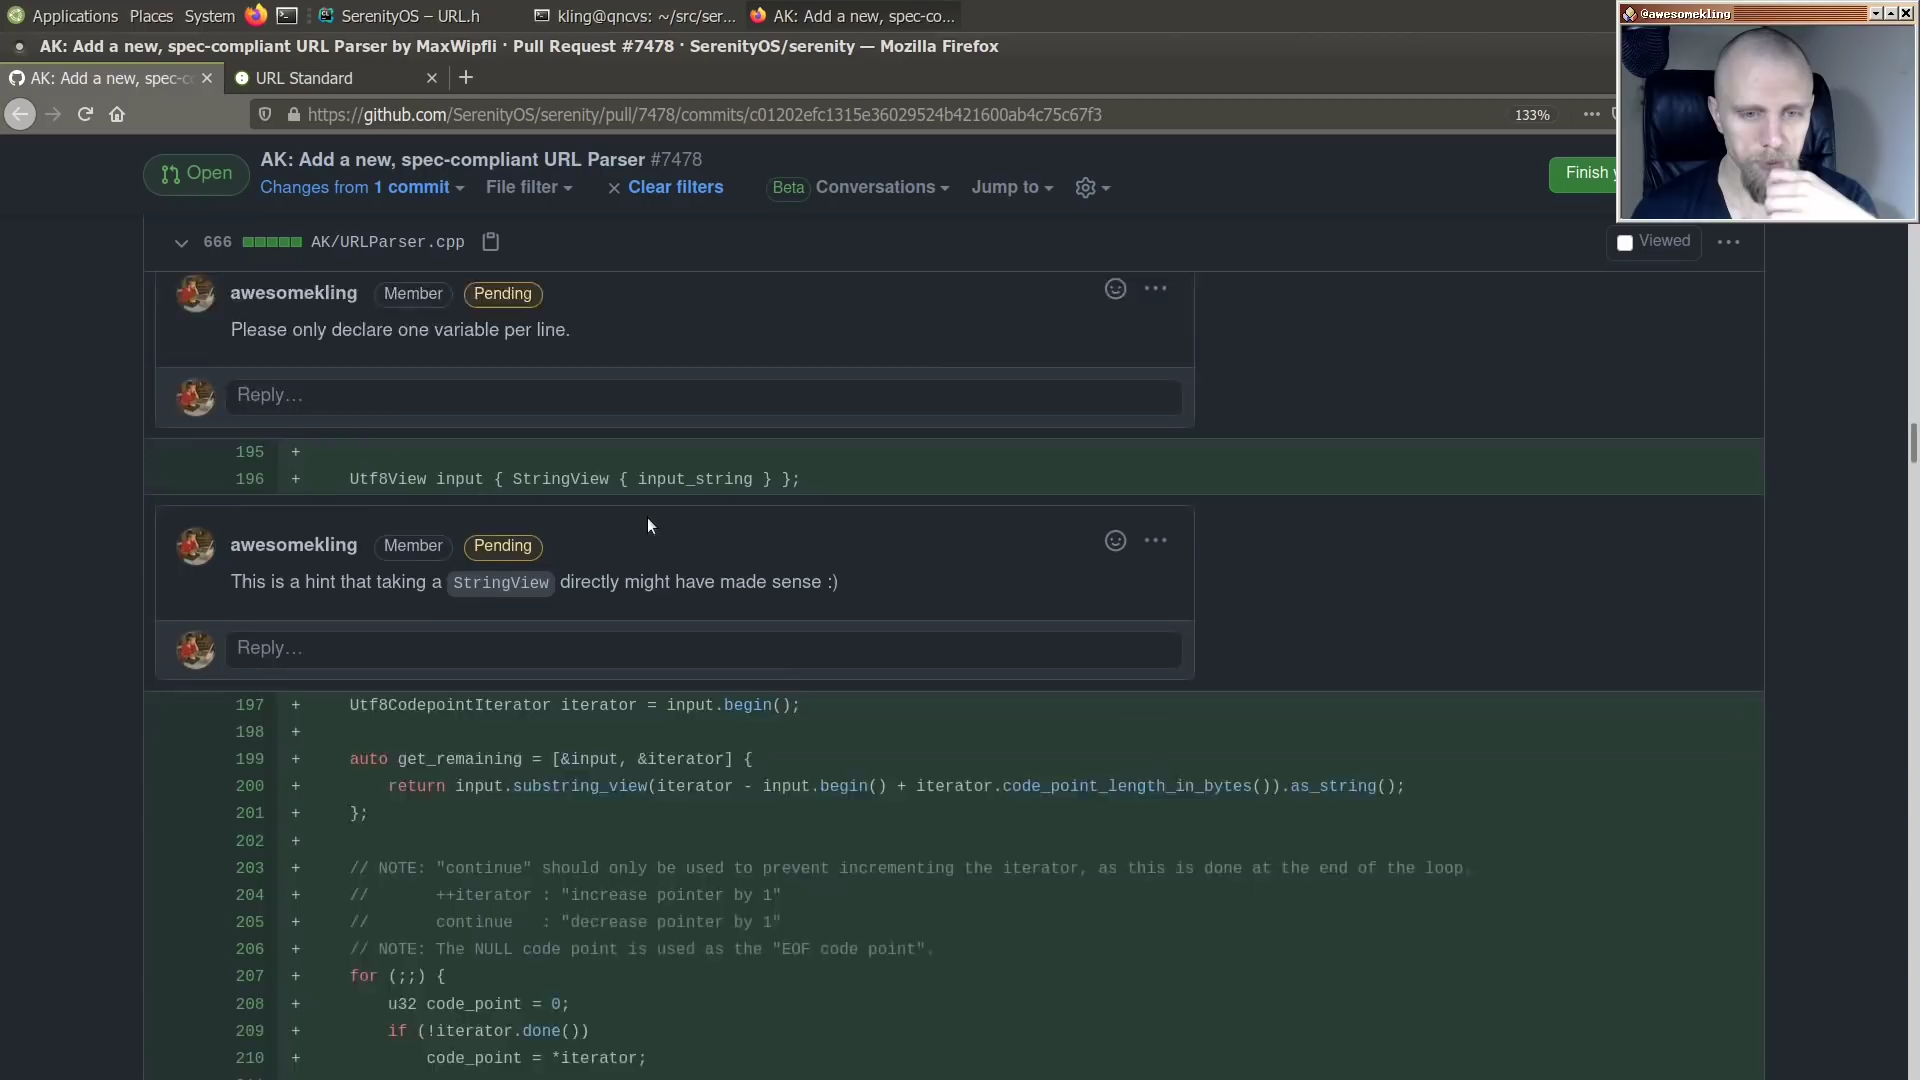 Applications Places System SerenityOS – URL.h kling@qncvs: ~/src/ser... AK: Add a new, spec-co...
@awesomekling
AK: Add a new, spec-compliant URL Parser by MaxWipfli · Pull Request #7478 · SerenityOS/serenity — Mozilla Firefox
AK: Add a new, spec-co URL Standard
https://github.com/SerenityOS/serenity/pull/7478/commits/c01202efc1315e36029524b421600ab4c75c67f3 133%
Open
AK: Add a new, spec-compliant URL Parser #7478
Changes from 1 commit File filter Clear filters Beta Conversations Jump to
Finish
666 AK/URLParser.cpp Viewed
awesomekling Member Pending
Please only declare one variable per line.
Reply...
195 +
196 + Utf8View input { StringView { input_string } };
awesomekling Member Pending
This is a hint that taking a StringView directly might have made sense :)
Reply...
197 + Utf8CodepointIterator iterator = input.begin();
198 +
199 + auto get_remaining = [&input, &iterator] {
200 + return input.substring_view(iterator - input.begin() + iterator.code_point_length_in_bytes()).as_string();
201 + };
202 +
203 + // NOTE: "continue" should only be used to prevent incrementing the iterator, as this is done at the end of the loop.
204 + // ++iterator : "increase pointer by 1"
205 + // continue : "decrease pointer by 1"
206 + // NOTE: The NULL code point is used as the "EOF code point".
207 + for (;;) {
208 + u32 code_point = 0;
209 + if (!iterator.done())
210 + code_point = *iterator;